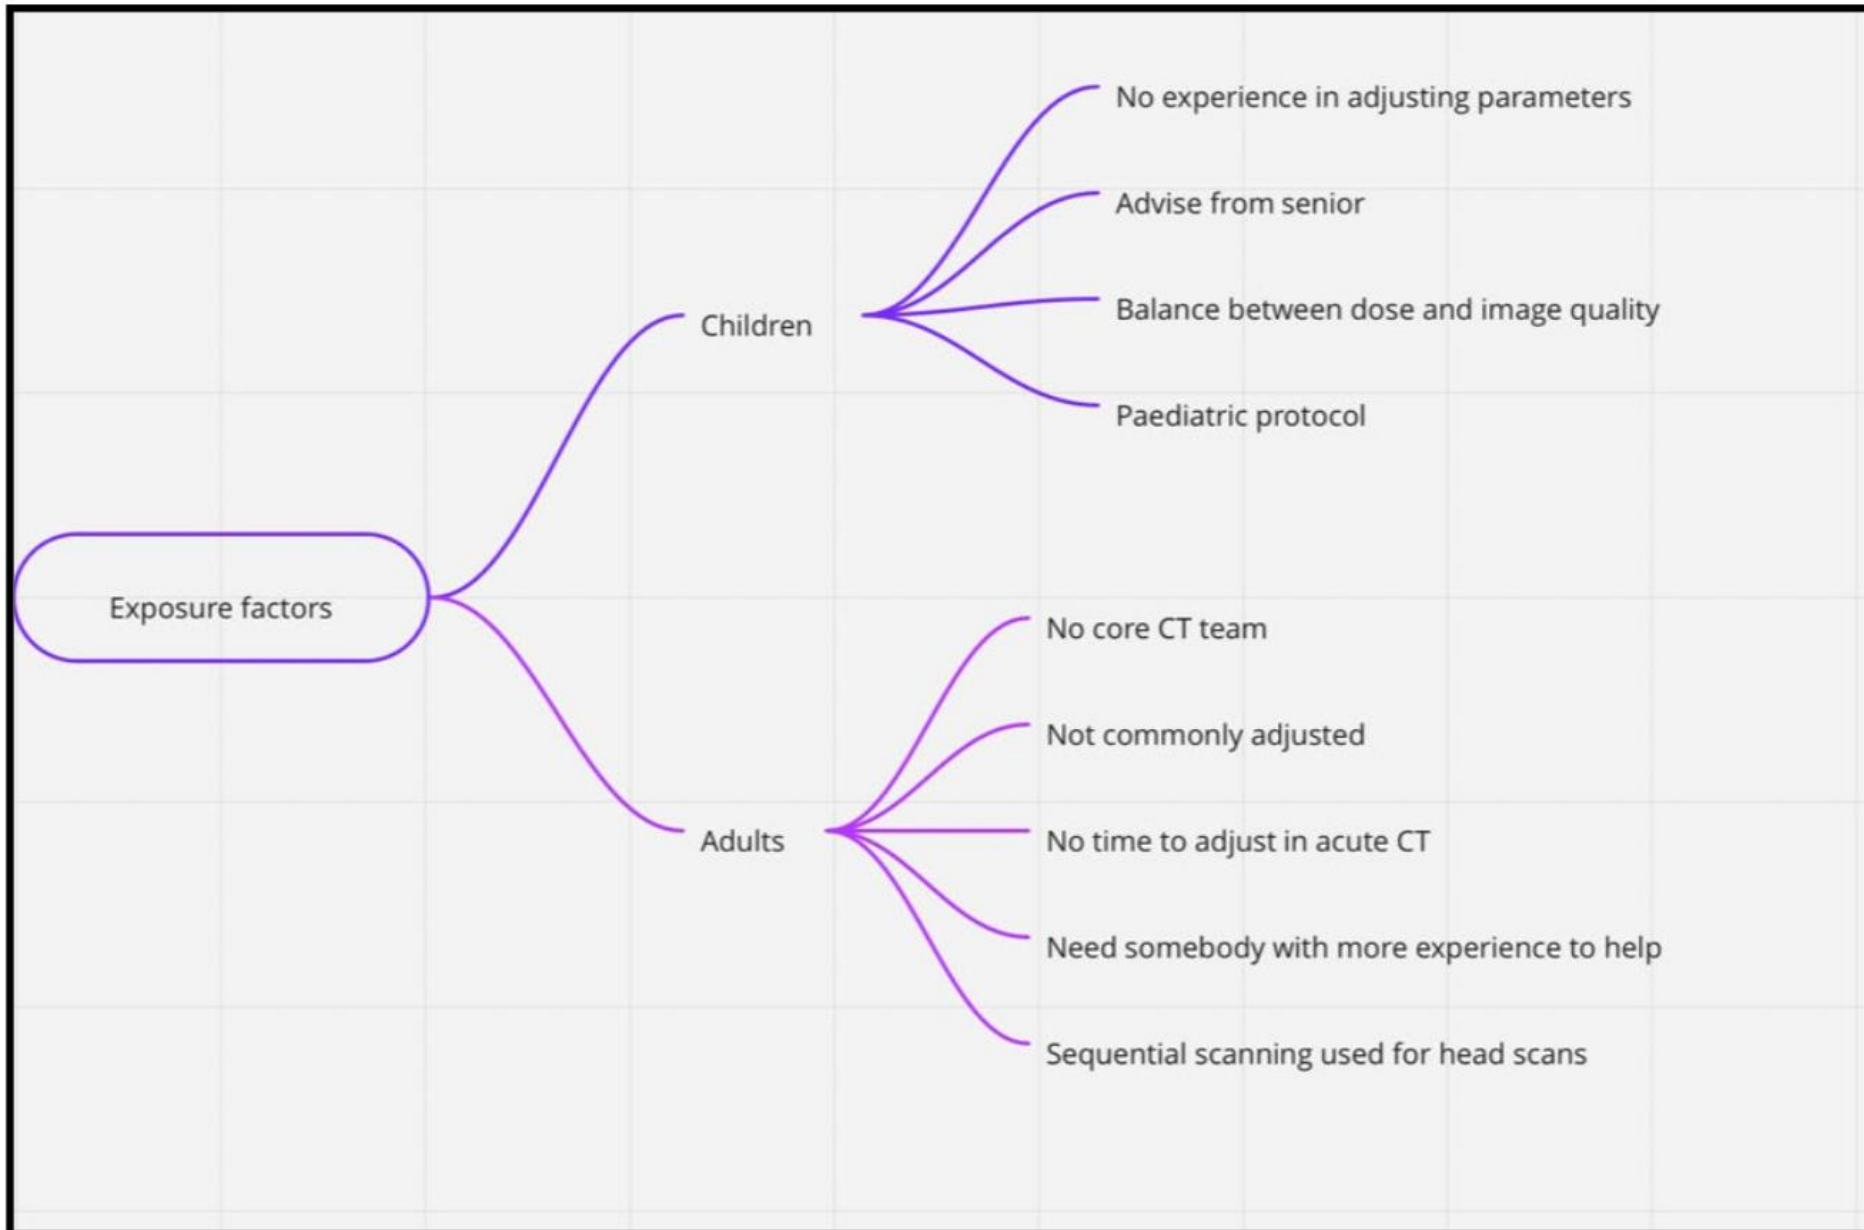 Exposure factors
Children
No experience in adjusting parameters
Advise from senior
Balance between dose and image quality
Paediatric protocol
Adults
No core CT team
Not commonly adjusted
No time to adjust in acute CT
Need somebody with more experience to help
Sequential scanning used for head scans